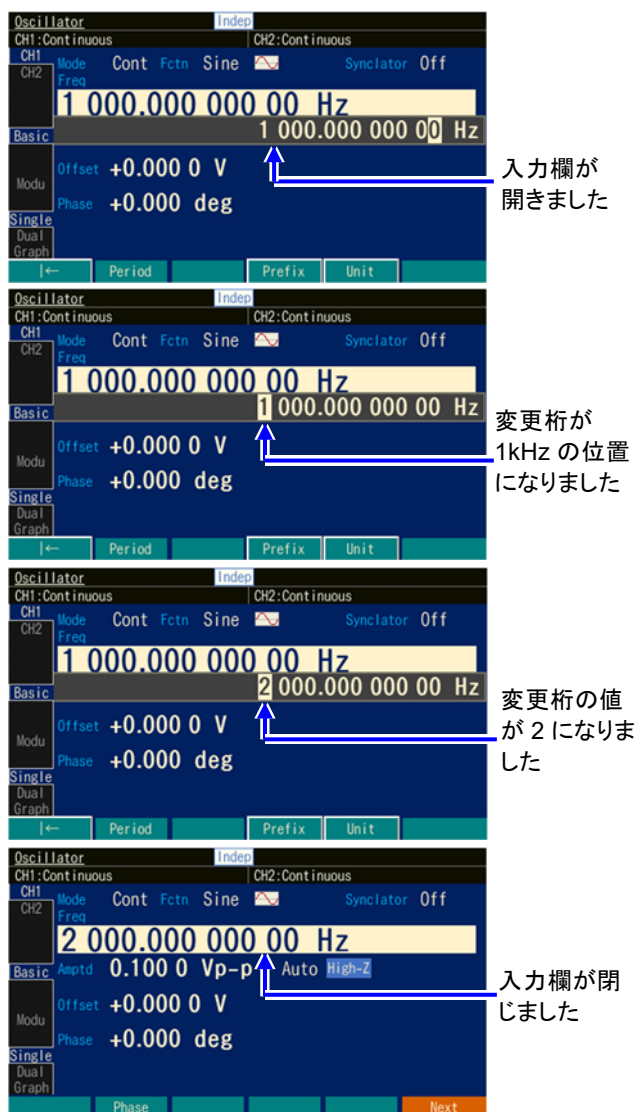 Oscillator Indep
CH1:Continuous CH2:Continuous
CH1 Mode Cont Fctn Sine Synclator Off
CH2 Freq
1 000.000 000 00 Hz
1 000.000 000 00 Hz
Basic
Offset +0.000 0 V
Modu
Phase +0.000 deg
Single
Dual
Graph
|← Period Prefix Unit
入力欄が
開きました
Oscillator Indep
CH1:Continuous CH2:Continuous
CH1 Mode Cont Fctn Sine Synclator Off
CH2 Freq
1 000.000 000 00 Hz
1 000.000 000 00 Hz
Basic
Offset +0.000 0 V
Modu
Phase +0.000 deg
Single
Dual
Graph
|← Period Prefix Unit
変更桁が
1kHz の位置
になりました
Oscillator Indep
CH1:Continuous CH2:Continuous
CH1 Mode Cont Fctn Sine Synclator Off
CH2 Freq
1 000.000 000 00 Hz
2 000.000 000 00 Hz
Basic
Offset +0.000 0 V
Modu
Phase +0.000 deg
Single
Dual
Graph
|← Period Prefix Unit
変更桁の値
が 2 になりま
した
Oscillator Indep
CH1:Continuous CH2:Continuous
CH1 Mode Cont Fctn Sine Synclator Off
CH2 Freq
2 000.000 000 00 Hz
Basic Amptd 0.100 0 Vp-p Auto High-Z
Offset +0.000 0 V
Modu
Phase +0.000 deg
Single
Dual
Graph
Phase Next
入力欄が閉
じました